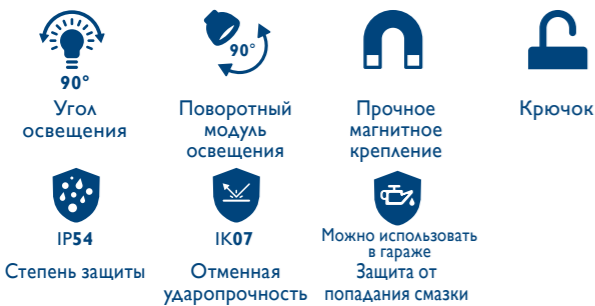 90°
Угол
освещения
90°
Поворотный
модуль
освещения
Прочное
магнитное
крепление
Крючок
IP54
Степень защиты
IK07
Отменная
ударопрочность
Можно использовать
в гараже
Защита от
попадания смазки